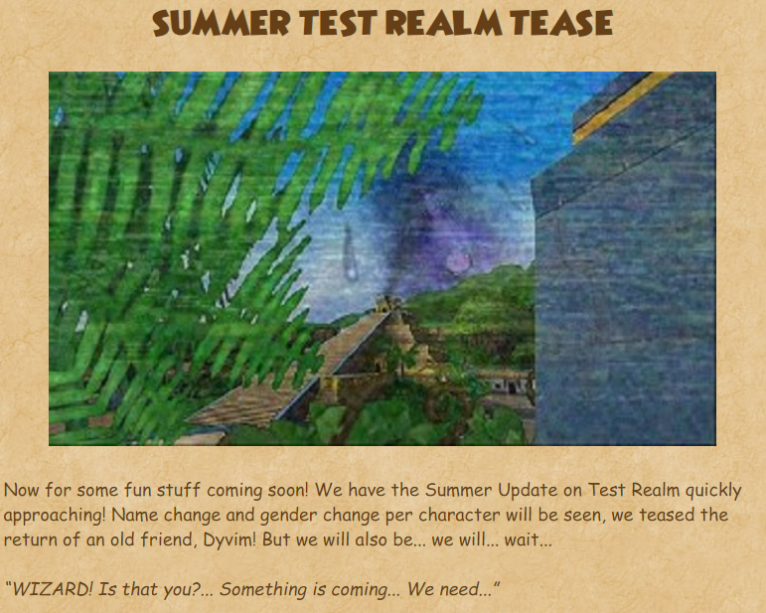 SUMMER TEST REALM TEASE
Now for some fun stuff coming soon! We have the Summer Update on Test Realm quickly
approaching! Name change and gender change per character will be seen, we teased the
return of an old friend, Dyvim! But we will also be... we will... wait...
“WIZARD! Is that you?... Something is coming... We need...”